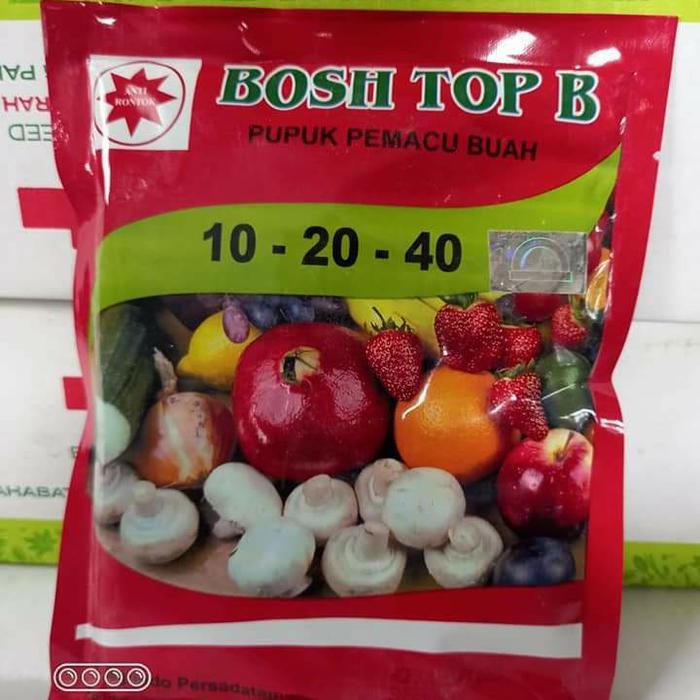 ANTI
RONTOK
BOSH TOP B
PUPUK PEMACU BUAH
10 - 20 - 40